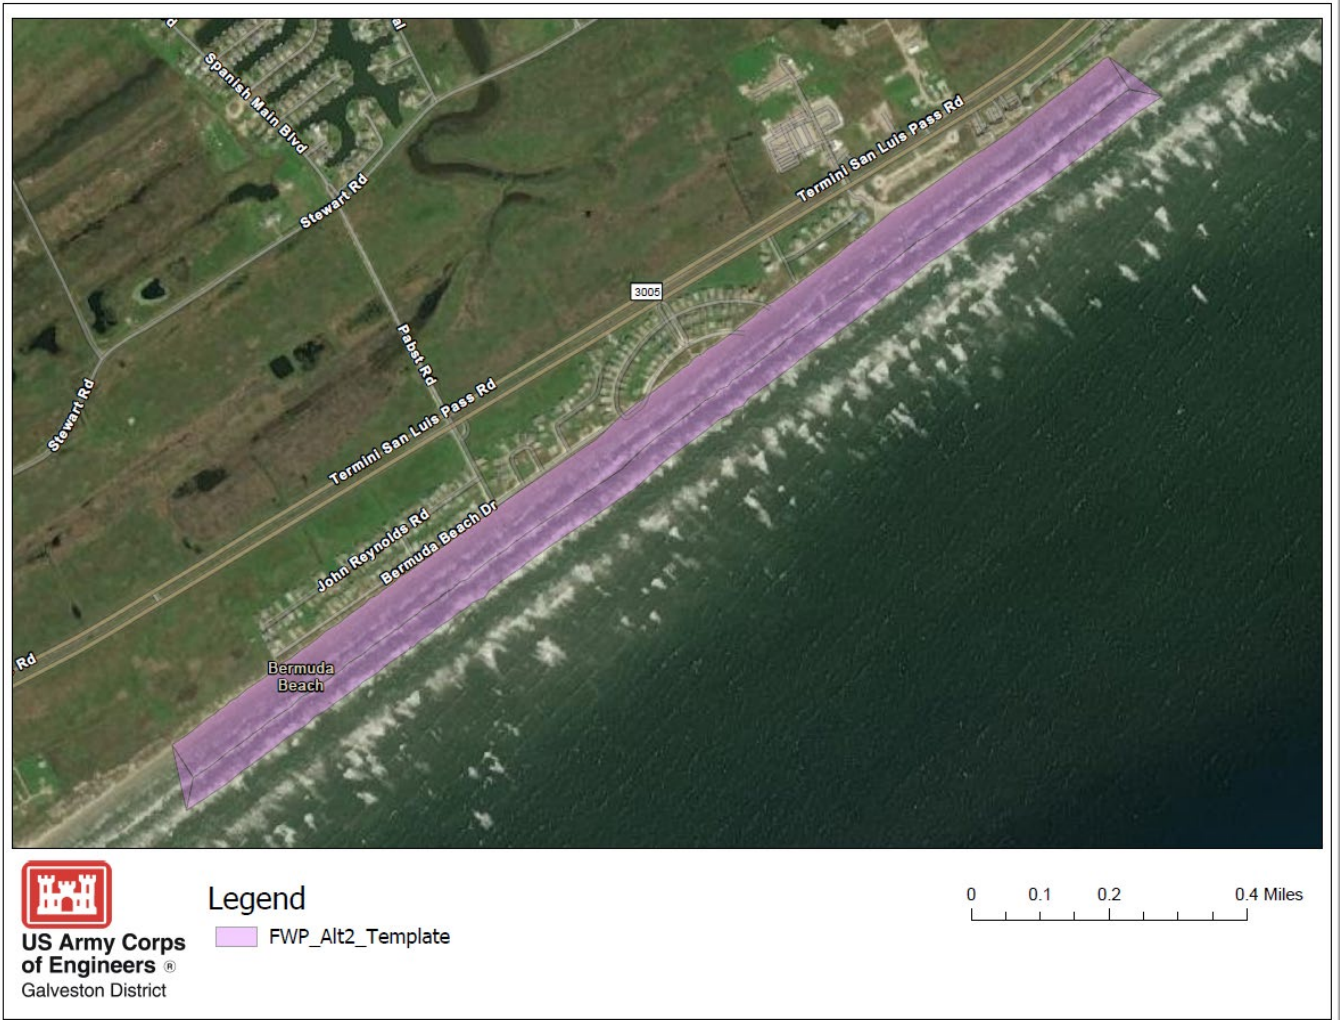 d
al
Spanish Main Blvd
Stewart Rd
Termini San Luis Pass Rd
3005
Pabst Rd
Stewart Rd
Termini San Luis Pass Rd
John Reynolds Rd
Bermuda Beach Dr
Rd
Bermuda
Beach
US Army Corps
of Engineers ®
Galveston District
Legend
FWP_Alt2_Template
0 0.1 0.2 0.4 Miles